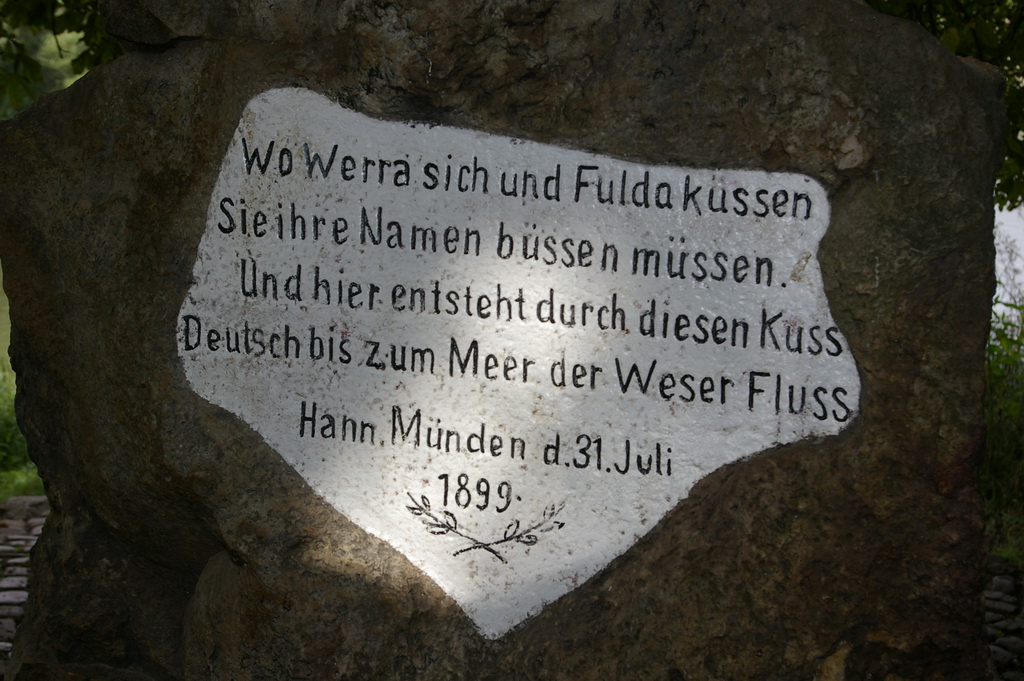 Wo Werra sich und Fulda küssen
Sie ihre Namen büssen müssen.
Und hier entsteht durch diesen Kuss
Deutsch bis zum Meer der Weser Fluss
Hann. Münden d. 31. Juli
1899.